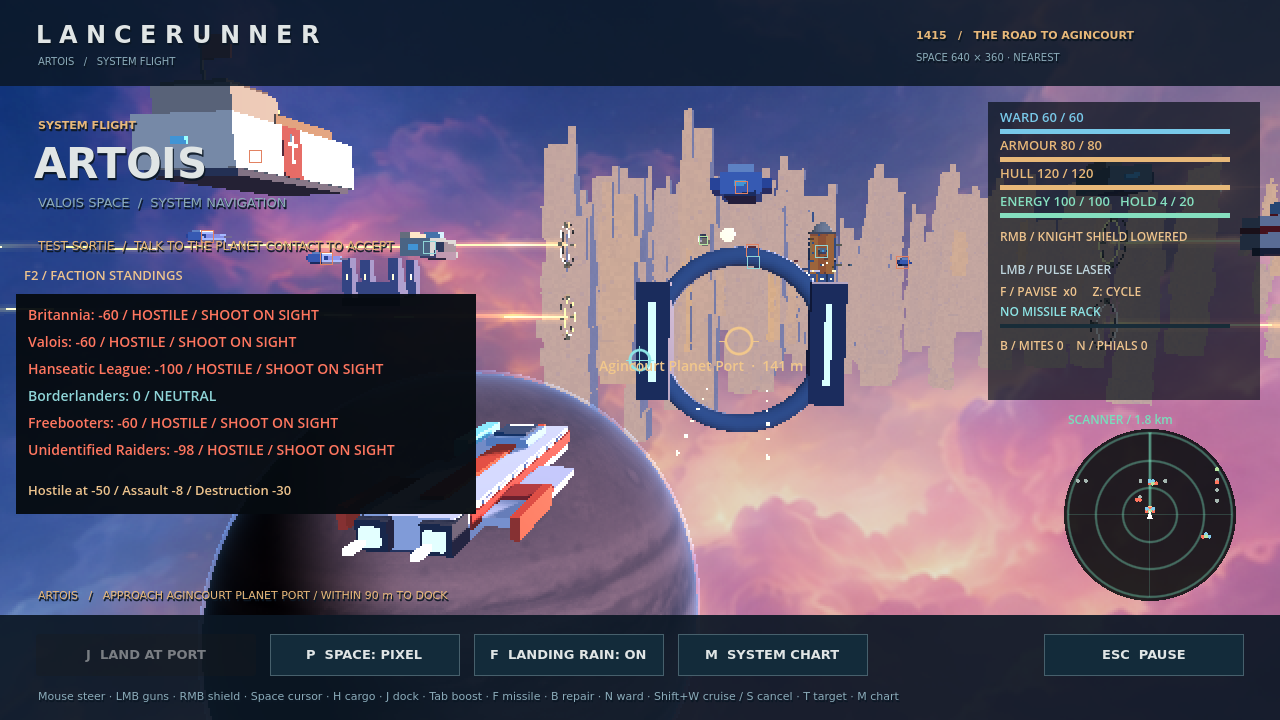 LANCERUNNER
ARTOIS / SYSTEM FLIGHT
1415 / THE ROAD TO AGINCOURT
SPACE 640 × 360 · NEAREST
SYSTEM FLIGHT
ARTOIS
VALOIS SPACE / SYSTEM NAVIGATION
TEST SORTIE / TALK TO THE PLANET CONTACT TO ACCEPT
F2 / FACTION STANDINGS
Britannia: -60 / HOSTILE / SHOOT ON SIGHT
Valois: -60 / HOSTILE / SHOOT ON SIGHT
Hanseatic League: -100 / HOSTILE / SHOOT ON SIGHT
Borderlanders: 0 / NEUTRAL
Freebooters: -60 / HOSTILE / SHOOT ON SIGHT
Unidentified Raiders: -98 / HOSTILE / SHOOT ON SIGHT
Hostile at -50 / Assault -8 / Destruction -30
Agincourt Planet Port · 141 m
WARD 60 / 60
ARMOUR 80 / 80
HULL 120 / 120
ENERGY 100 / 100 HOLD 4 / 20
RMB / KNIGHT SHIELD LOWERED
LMB / PULSE LASER
F / PAVISE x0 Z: CYCLE
NO MISSILE RACK
B / MITES 0 N / PHIALS 0
SCANNER / 1.8 km
ARTOIS / APPROACH AGINCOURT PLANET PORT / WITHIN 90 m TO DOCK
J LAND AT PORT
P SPACE: PIXEL
F LANDING RAIN: ON
M SYSTEM CHART
ESC PAUSE
Mouse steer · LMB guns · RMB shield · Space cursor · H cargo · J dock · Tab boost · F missile · B repair · N ward · Shift+W cruise / S cancel · T target · M chart